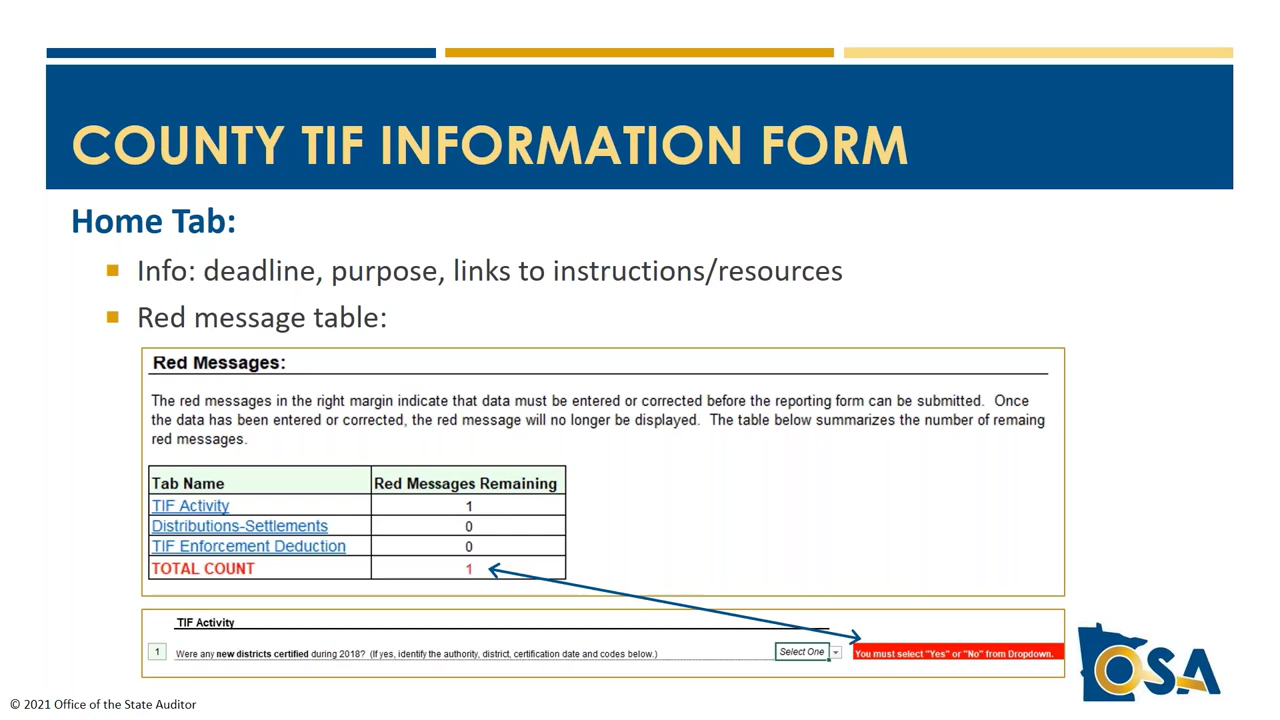 COUNTY TIF INFORMATION FORM
Home Tab:
Info: deadline, purpose, links to instructions/resources
Red message table:
Red Messages:
The red messages in the right margin indicate that data must be entered or corrected before the reporting form can be submitted. Once
the data has been entered or corrected, the red message will no longer be displayed. The table below summarizes the number of remaing
red messages.
Tab Name Red Messages Remaining
TIF Activity 1
Distributions-Settlements 0
TIF Enforcement Deduction 0
TOTAL COUNT 1
TIF Activity
1 Were any new districts certified during 2018? (If yes, identify the authority, district, certification date and codes below.) Select One You must select "Yes" or "No" from Dropdown.
OSA
© 2021 Office of the State Auditor